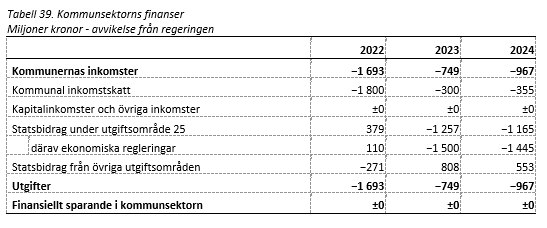 Tabell 39. Kommunsektorns finanser
Miljoner kronor - avvikelse från regeringen
2022 2023 2024
Kommunernas inkomster −1 693 −749 −967
Kommunal inkomstskatt −1 800 −300 −355
Kapitalinkomster och övriga inkomster ±0 ±0 ±0
Statsbidrag under utgiftsområde 25 379 −1 257 −1 165
därav ekonomiska regleringar 110 −1 500 −1 445
Statsbidrag från övriga utgiftsområden −271 808 553
Utgifter −1 693 −749 −967
Finansiellt sparande i kommunsektorn ±0 ±0 ±0